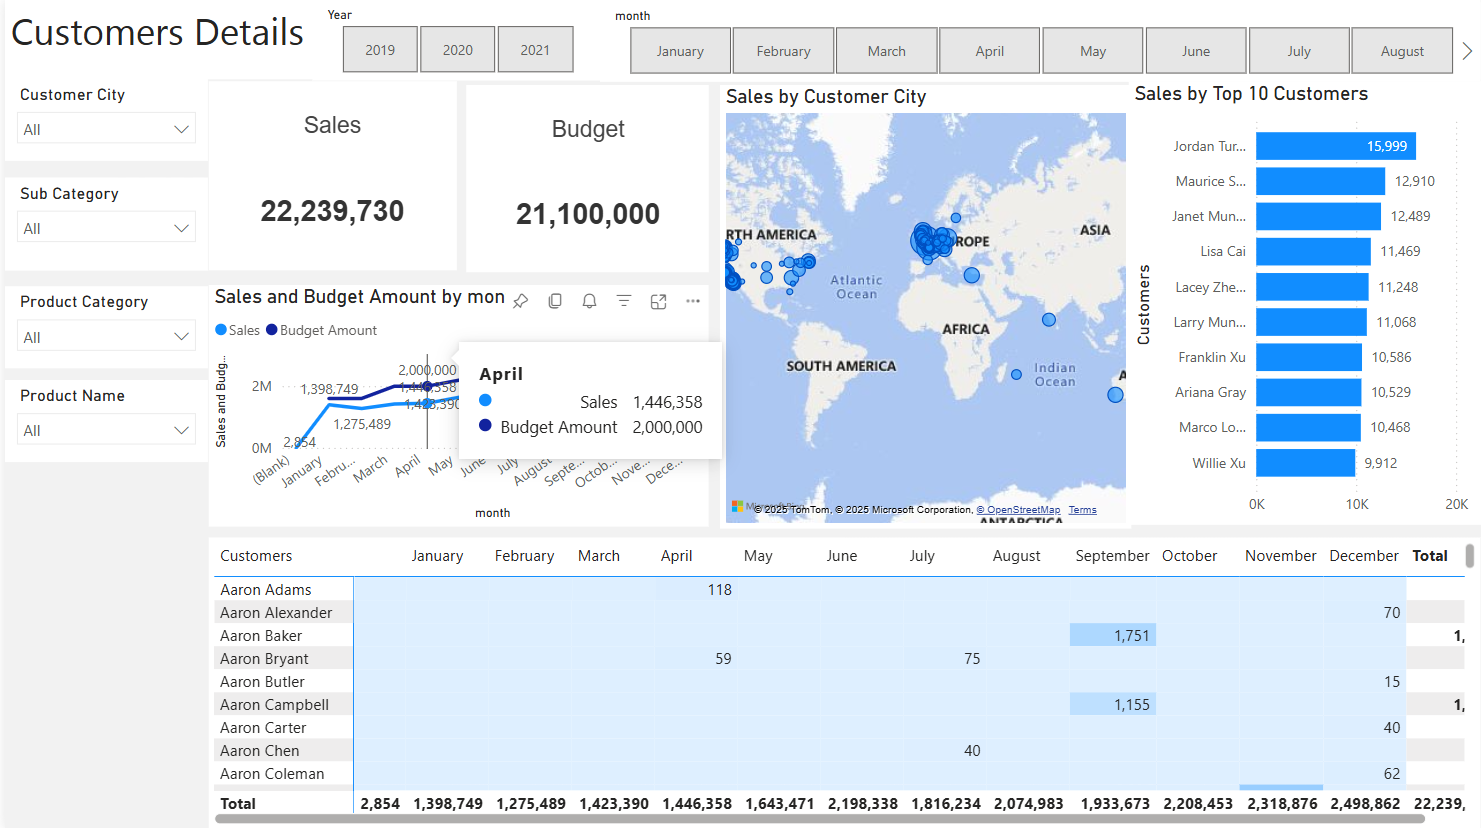 Customers Details
Year
2019 2020 2021
month
January February March April May June July August
Customer City
All
Sub Category
All
Product Category
All
Product Name
All
Sales
22,239,730
Budget
21,100,000
Sales and Budget Amount by mon
Sales Budget Amount
Sales and Budg...
2M
0M
2,854
1,398,749
1,275,489
2,000,000
1,446,358
1,423,390
(Blank) January Febru... March April May June July August Septe... Octob... Nove... Dece...
month
April
Sales 1,446,358
Budget Amount 2,000,000
Sales by Customer City
RTH AMERICA
ROPE
ASIA
Atlantic
Ocean
AFRICA
SOUTH AMERICA
Indian
Ocean
A
ANTARCTICA
© 2025 TomTom, © 2025 Microsoft Corporation, © OpenStreetMap Terms
Sales by Top 10 Customers
Customers
Jordan Tur... 15,999
Maurice S... 12,910
Janet Mun... 12,489
Lisa Cai 11,469
Lacey Zhe... 11,248
Larry Mun... 11,068
Franklin Xu 10,586
Ariana Gray 10,529
Marco Lo... 10,468
Willie Xu 9,912
0K 10K 20K
Customers January February March April May June July August September October November December Total
Aaron Adams 118
Aaron Alexander 70
Aaron Baker 1,751 1,
Aaron Bryant 59 75
Aaron Butler 15
Aaron Campbell 1,155 1,
Aaron Carter 40
Aaron Chen 40
Aaron Coleman 62
Total 2,854 1,398,749 1,275,489 1,423,390 1,446,358 1,643,471 2,198,338 1,816,234 2,074,983 1,933,673 2,208,453 2,318,876 2,498,862 22,239,